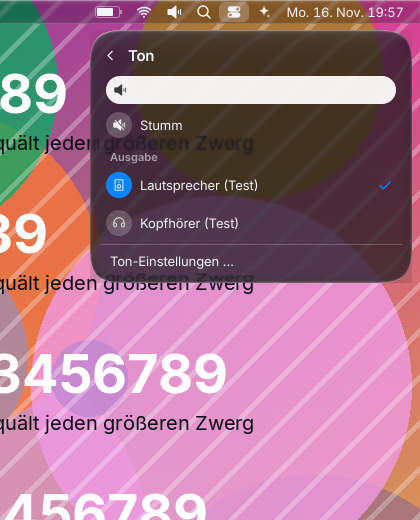 Mo. 16. Nov. 19:57
Ton
89
Stumm
quält jeden größeren Zwerg
Ausgabe
Lautsprecher (Test)
Kopfhörer (Test)
39
Ton-Einstellungen ...
quält jeden größeren Zwerg
3456789
quält jeden größeren Zwerg
456789